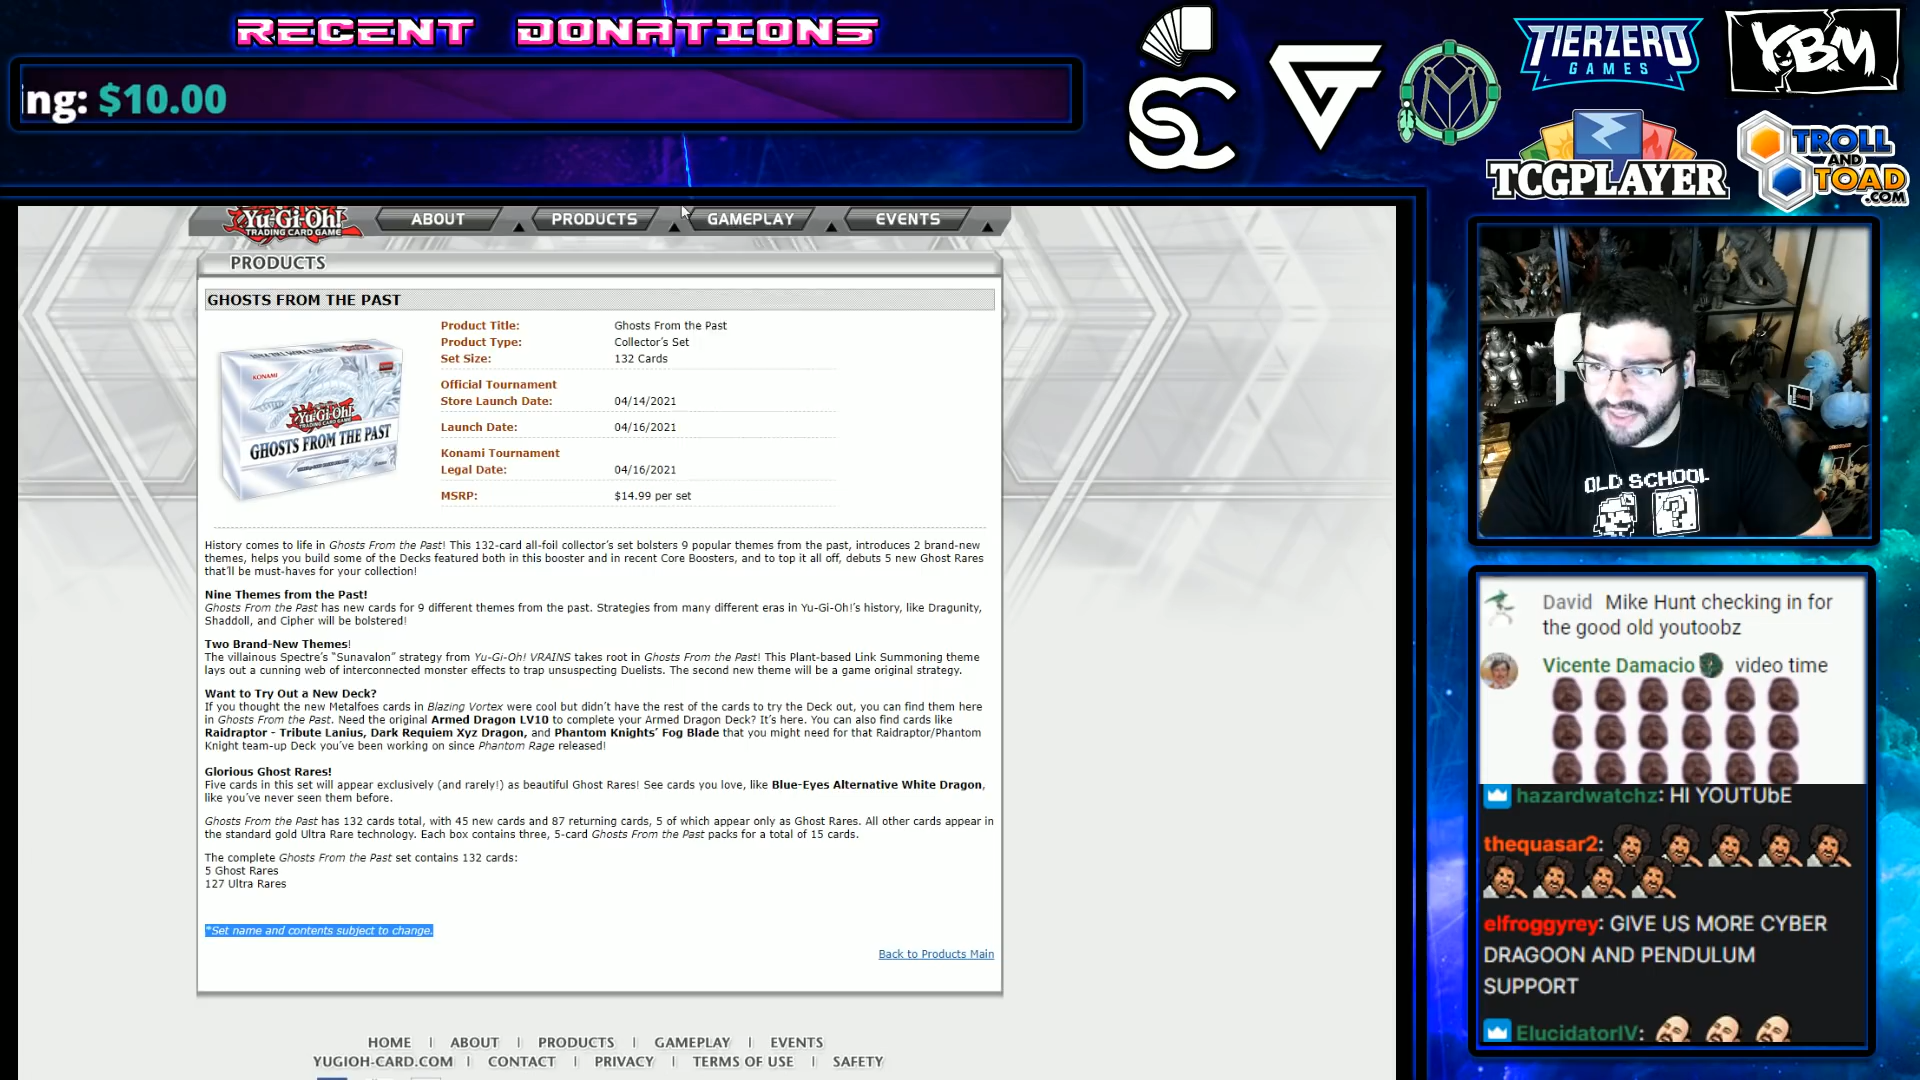 RECENT DONATIONS
ng: $10.00
SC
GT
TIERZERO
GAMES
YBM
TCGPLAYER
TROLL
AND
TOAD
.COM
Yu-Gi-Oh!
TRADING CARD GAME
ABOUT
PRODUCTS
GAMEPLAY
EVENTS
PRODUCTS
GHOSTS FROM THE PAST
KONAMI
Yu-Gi-Oh!
GHOSTS FROM THE PAST
Product Title: Ghosts From the Past
Product Type: Collector's Set
Set Size: 132 Cards
Official Tournament
Store Launch Date: 04/14/2021
Launch Date: 04/16/2021
Konami Tournament
Legal Date: 04/16/2021
MSRP: $14.99 per set
History comes to life in Ghosts From the Past! This 132-card all-foil collector's set bolsters 9 popular themes from the past, introduces 2 brand-new
themes, helps you build some of the Decks featured both in this booster and in recent Core Boosters, and to top it all off, debuts 5 new Ghost Rares
that'll be must-haves for your collection!
Nine Themes from the Past!
Ghosts From the Past has new cards for 9 different themes from the past. Strategies from many different eras in Yu-Gi-Oh!'s history, like Dragunity,
Shaddoll, and Cipher will be bolstered!
Two Brand-New Themes!
The villainous Spectre's "Sunavalon" strategy from Yu-Gi-Oh! VRAINS takes root in Ghosts From the Past! This Plant-based Link Summoning theme
lays out a cunning web of interconnected monster effects to trap unsuspecting Duelists. The second new theme will be a game original strategy.
Want to Try Out a New Deck?
If you thought the new Metalfoes cards in Blazing Vortex were cool but didn't have the rest of the cards to try the Deck out, you can find them here
in Ghosts From the Past. Need the original Armed Dragon LV10 to complete your Armed Dragon Deck? It's here. You can also find cards like
Raidraptor - Tribute Lanius, Dark Requiem Xyz Dragon, and Phantom Knights' Fog Blade that you might need for that Raidraptor/Phantom
Knight team-up Deck you've been working on since Phantom Rage released!
Glorious Ghost Rares!
Five cards in this set will appear exclusively (and rarely!) as beautiful Ghost Rares! See cards you love, like Blue-Eyes Alternative White Dragon,
like you've never seen them before.
Ghosts From the Past has 132 cards total, with 45 new cards and 87 returning cards, 5 of which appear only as Ghost Rares. All other cards appear in
the standard gold Ultra Rare technology. Each box contains three, 5-card Ghosts From the Past packs for a total of 15 cards.
The complete Ghosts From the Past set contains 132 cards:
5 Ghost Rares
127 Ultra Rares
*Set name and contents subject to change.
Back to Products Main
HOME | ABOUT | PRODUCTS | GAMEPLAY | EVENTS
YUGIOH-CARD.COM | CONTACT | PRIVACY | TERMS OF USE | SAFETY
OLD SCHOOL
?
David Mike Hunt checking in for
the good old youtoobz
Vicente Damacio video time
hazardwatchz: HI YOUTUbE
thequasar2:
elfroggyrey: GIVE US MORE CYBER
DRAGOON AND PENDULUM
SUPPORT
ElucidatorIV: